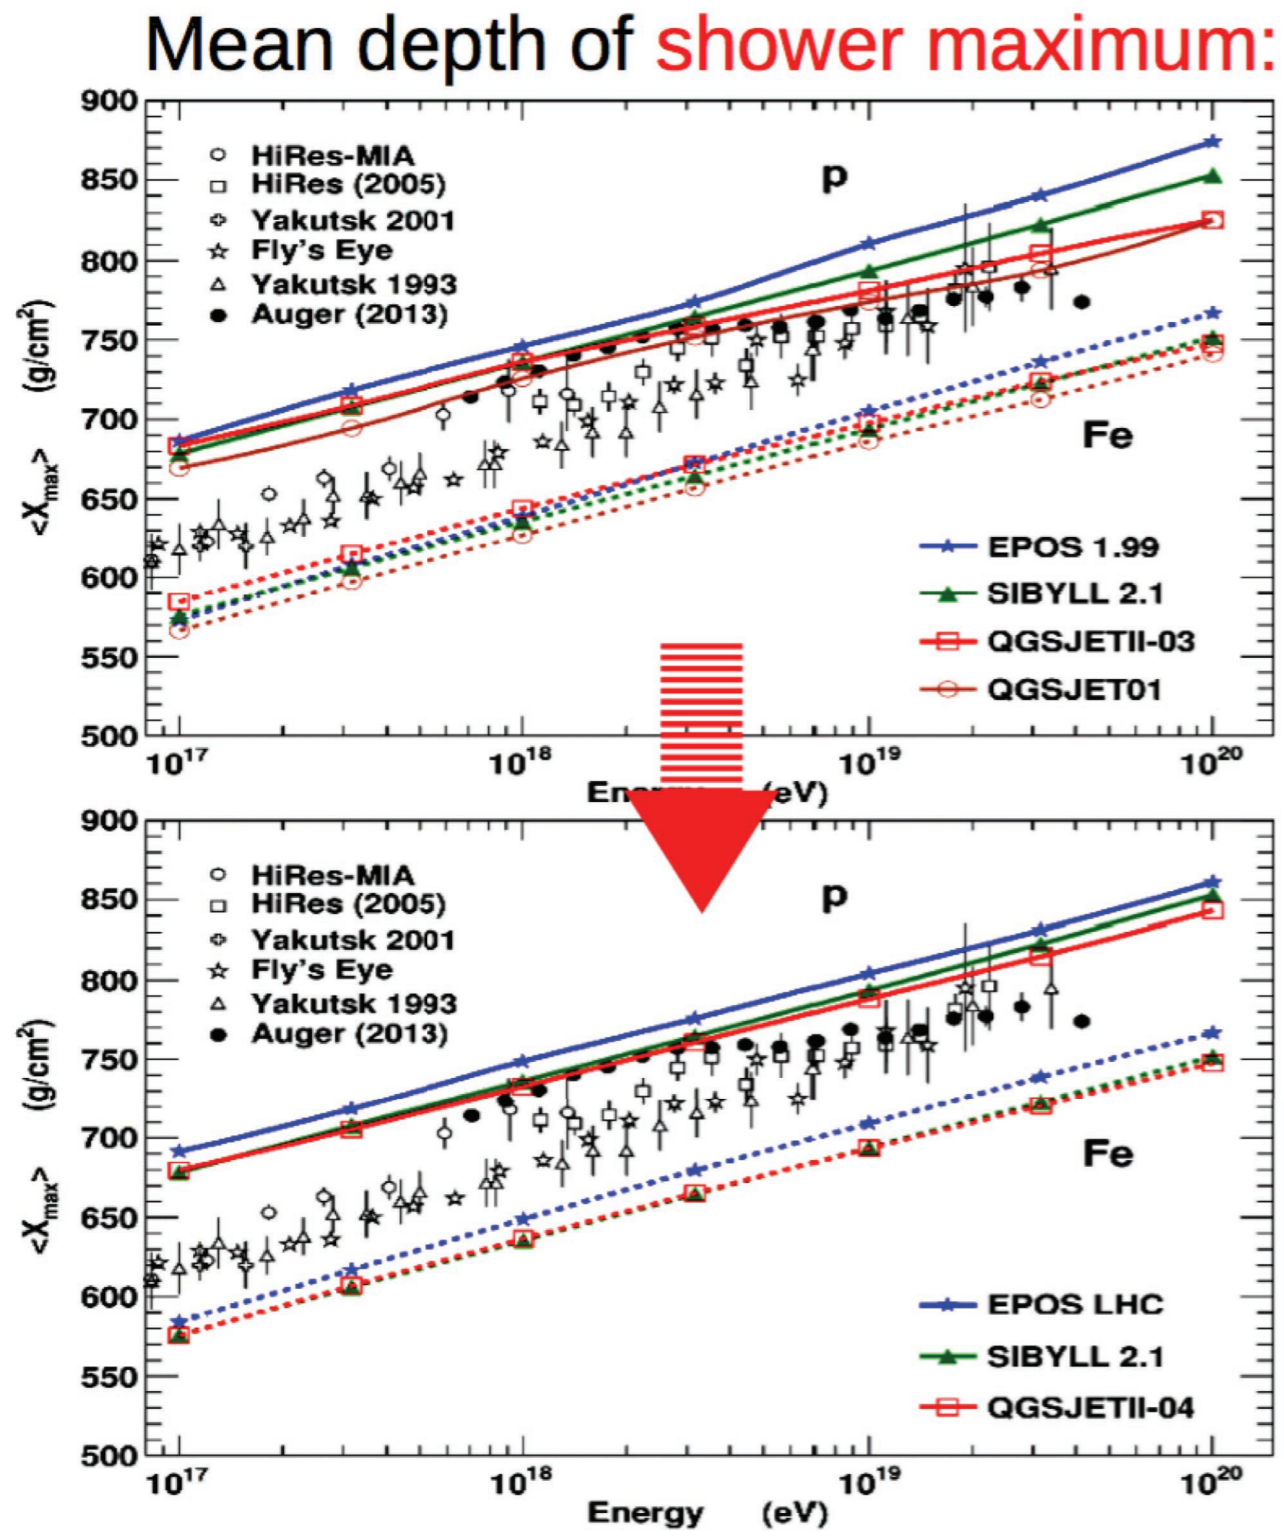 Mean depth of shower maximum:
900
850
800
750
700
650
600
550
500
<X_max> (g/cm²)
HiRes-MIA
HiRes (2005)
Yakutsk 2001
Fly's Eye
Yakutsk 1993
Auger (2013)
p
Fe
EPOS 1.99
SIBYLL 2.1
QGSJETII-03
QGSJET01
10¹⁷ 10¹⁸ 10¹⁹ 10²⁰
(eV)
900
850
800
750
700
650
600
550
500
<X_max> (g/cm²)
HiRes-MIA
HiRes (2005)
Yakutsk 2001
Fly's Eye
Yakutsk 1993
Auger (2013)
p
Fe
EPOS LHC
SIBYLL 2.1
QGSJETII-04
10¹⁷ 10¹⁸ 10¹⁹ 10²⁰
Energy (eV)